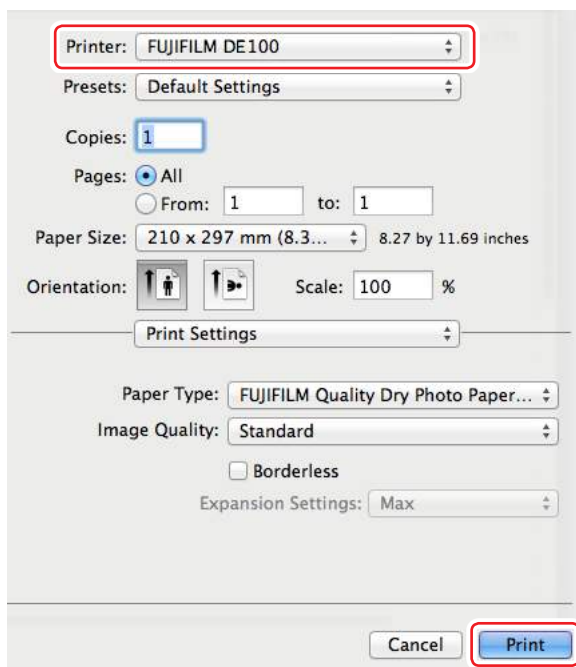 Printer: FUJIFILM DE100
Presets: Default Settings
Copies: 1
Pages: All
From: 1 to: 1
Paper Size: 210 x 297 mm (8.3... 8.27 by 11.69 inches
Orientation: Scale: 100 %
Print Settings
Paper Type: FUJIFILM Quality Dry Photo Paper...
Image Quality: Standard
Borderless
Expansion Settings: Max
Cancel Print